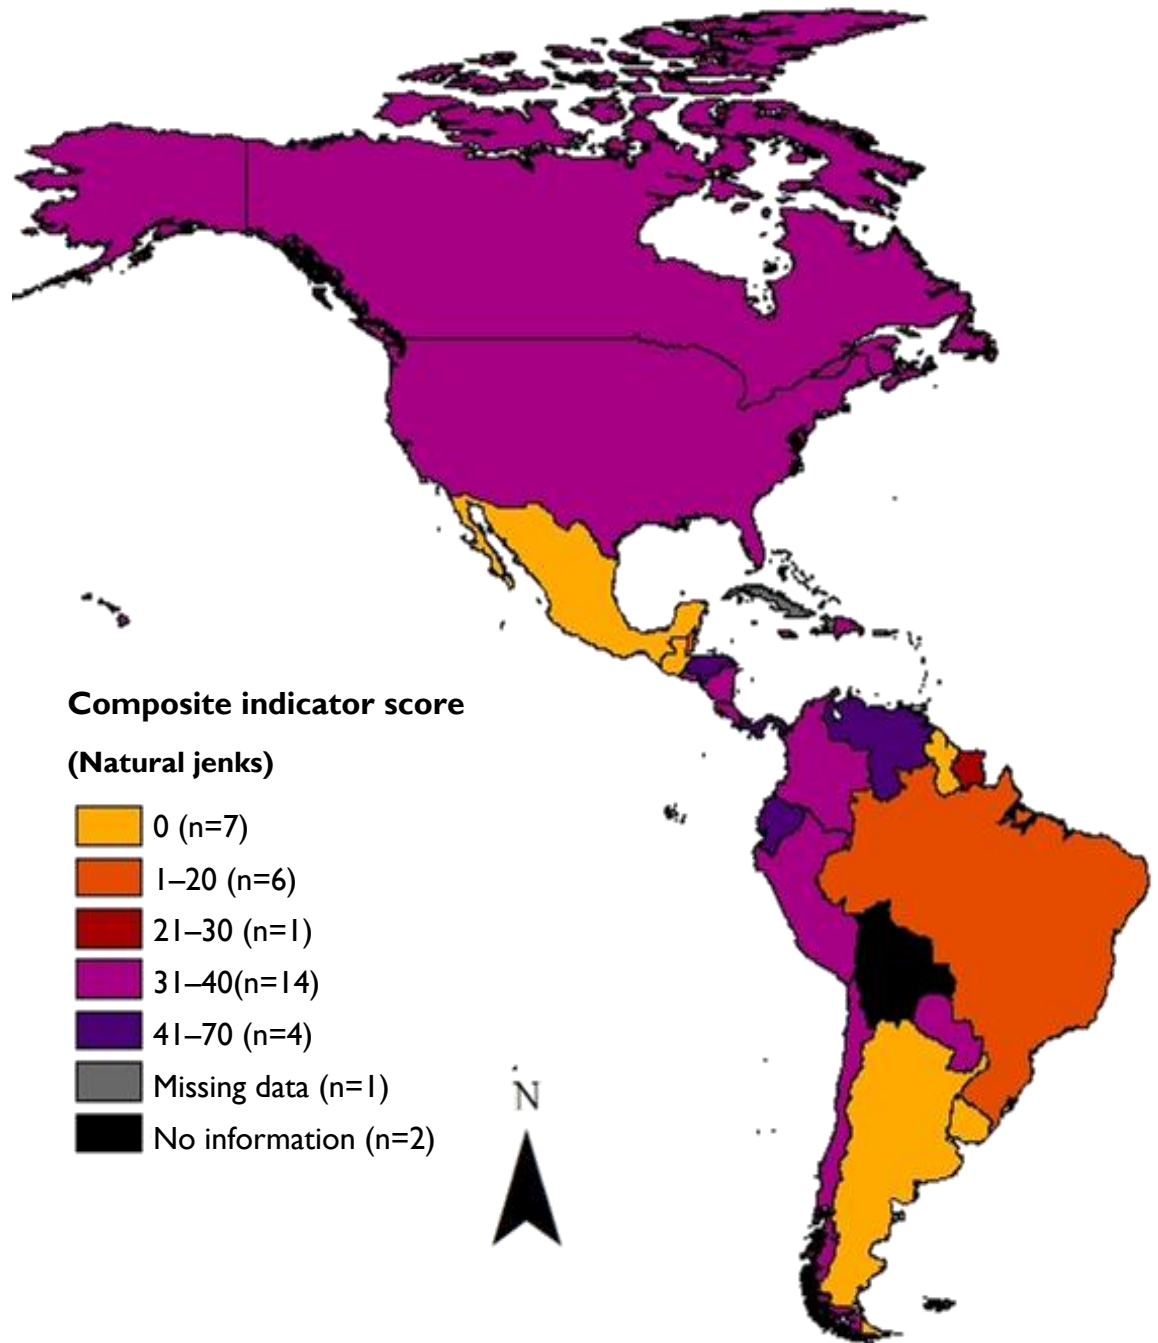 Composite indicator score
(Natural jenks)
0 (n=7)
1–20 (n=6)
21–30 (n=1)
31–40(n=14)
41–70 (n=4)
Missing data (n=1)
No information (n=2)
N